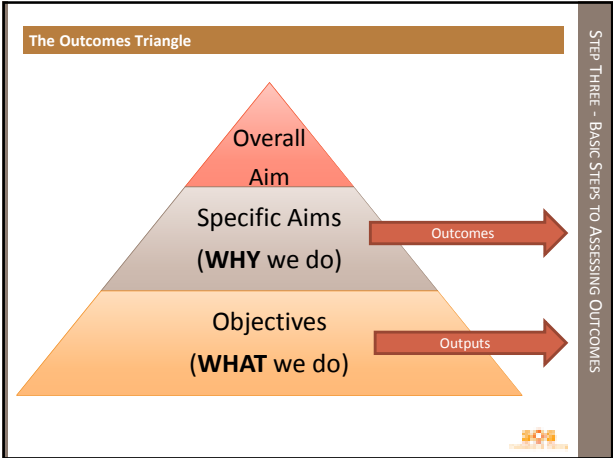 The Outcomes Triangle
Overall
Aim
Specific Aims
(WHY we do)
Outcomes
Objectives
(WHAT we do)
Outputs
STEP THREE - BASIC STEPS TO ASSESSING OUTCOMES